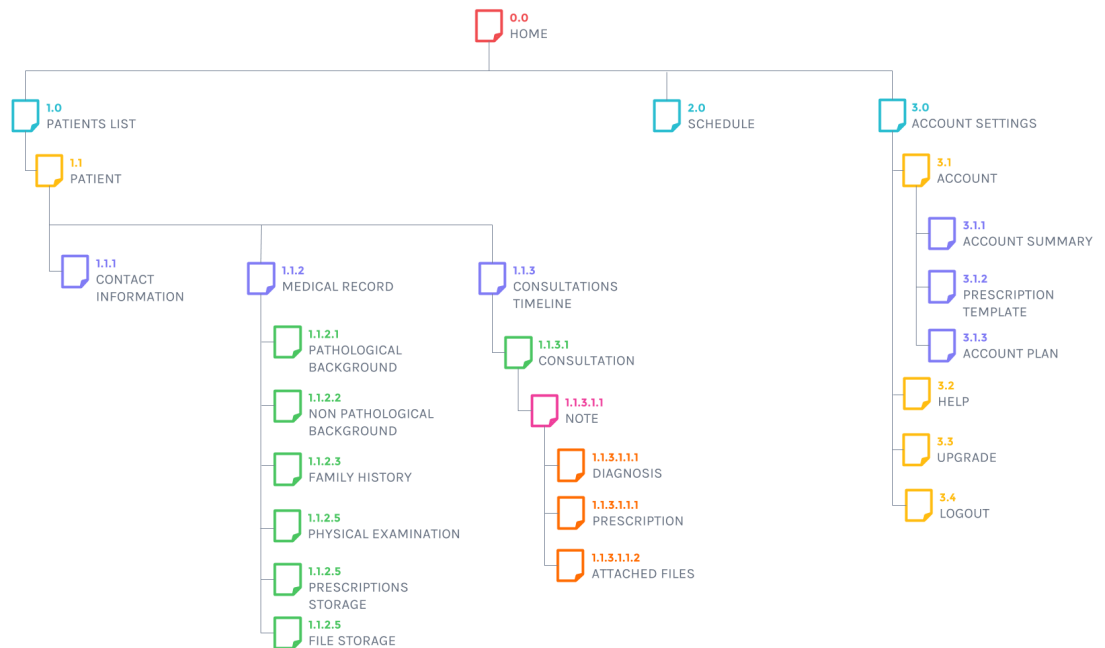 0.0
HOME
1.0
PATIENTS LIST
2.0
SCHEDULE
3.0
ACCOUNT SETTINGS
1.1
PATIENT
1.1.1
CONTACT
INFORMATION
1.1.2
MEDICAL RECORD
1.1.2.1
PATHOLOGICAL
BACKGROUND
1.1.2.2
NON PATHOLOGICAL
BACKGROUND
1.1.2.3
FAMILY HISTORY
1.1.2.5
PHYSICAL EXAMINATION
1.1.2.5
PRESCRIPTIONS
STORAGE
1.1.2.5
FILE STORAGE
1.1.3
CONSULTATIONS
TIMELINE
1.1.3.1
CONSULTATION
1.1.3.1.1
NOTE
1.1.3.1.1.1
DIAGNOSIS
1.1.3.1.1.1
PRESCRIPTION
1.1.3.1.1.2
ATTACHED FILES
3.1
ACCOUNT
3.1.1
ACCOUNT SUMMARY
3.1.2
PRESCRIPTION
TEMPLATE
3.1.3
ACCOUNT PLAN
3.2
HELP
3.3
UPGRADE
3.4
LOGOUT